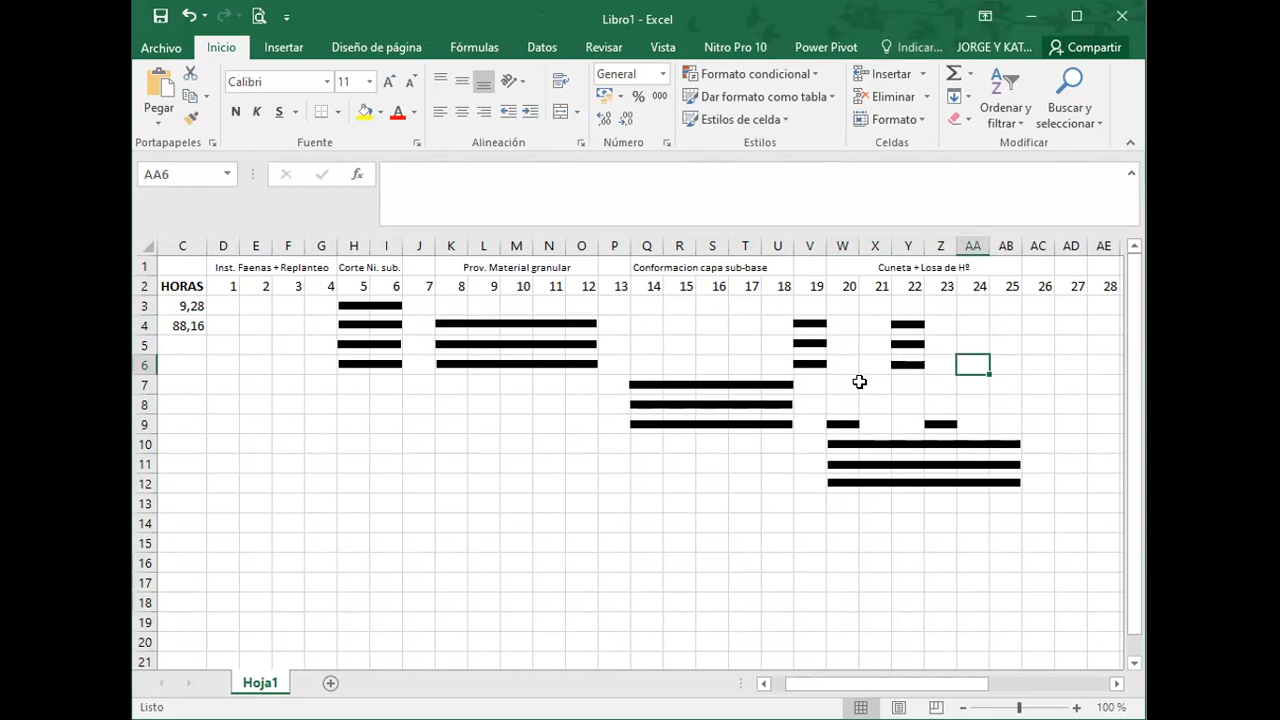 Libro1 - Excel
Archivo Inicio Insertar Diseño de página Fórmulas Datos Revisar Vista Nitro Pro 10 Power Pivot Indicar... JORGE Y KAT... Compartir
Pegar
Calibri 11
N K S
General
% 000
Formato condicional
Dar formato como tabla
Estilos de celda
Insertar
Eliminar
Formato
Ordenar y filtrar
Buscar y seleccionar
Portapapeles Fuente Alineación Número Estilos Celdas Modificar
AA6 fx
C D E F G H I J K L M N O P Q R S T U V W X Y Z AA AB AC AD AE
1 Inst. Faenas + Replanteo Corte Ni. sub. Prov. Material granular Conformacion capa sub-base Cuneta + Losa de Hº
2 HORAS 1 2 3 4 5 6 7 8 9 10 11 12 13 14 15 16 17 18 19 20 21 22 23 24 25 26 27 28
3 9,28
4 88,16
5
6
7
8
9
10
11
12
13
14
15
16
17
18
19
20
21
Hoja1
Listo 100 %